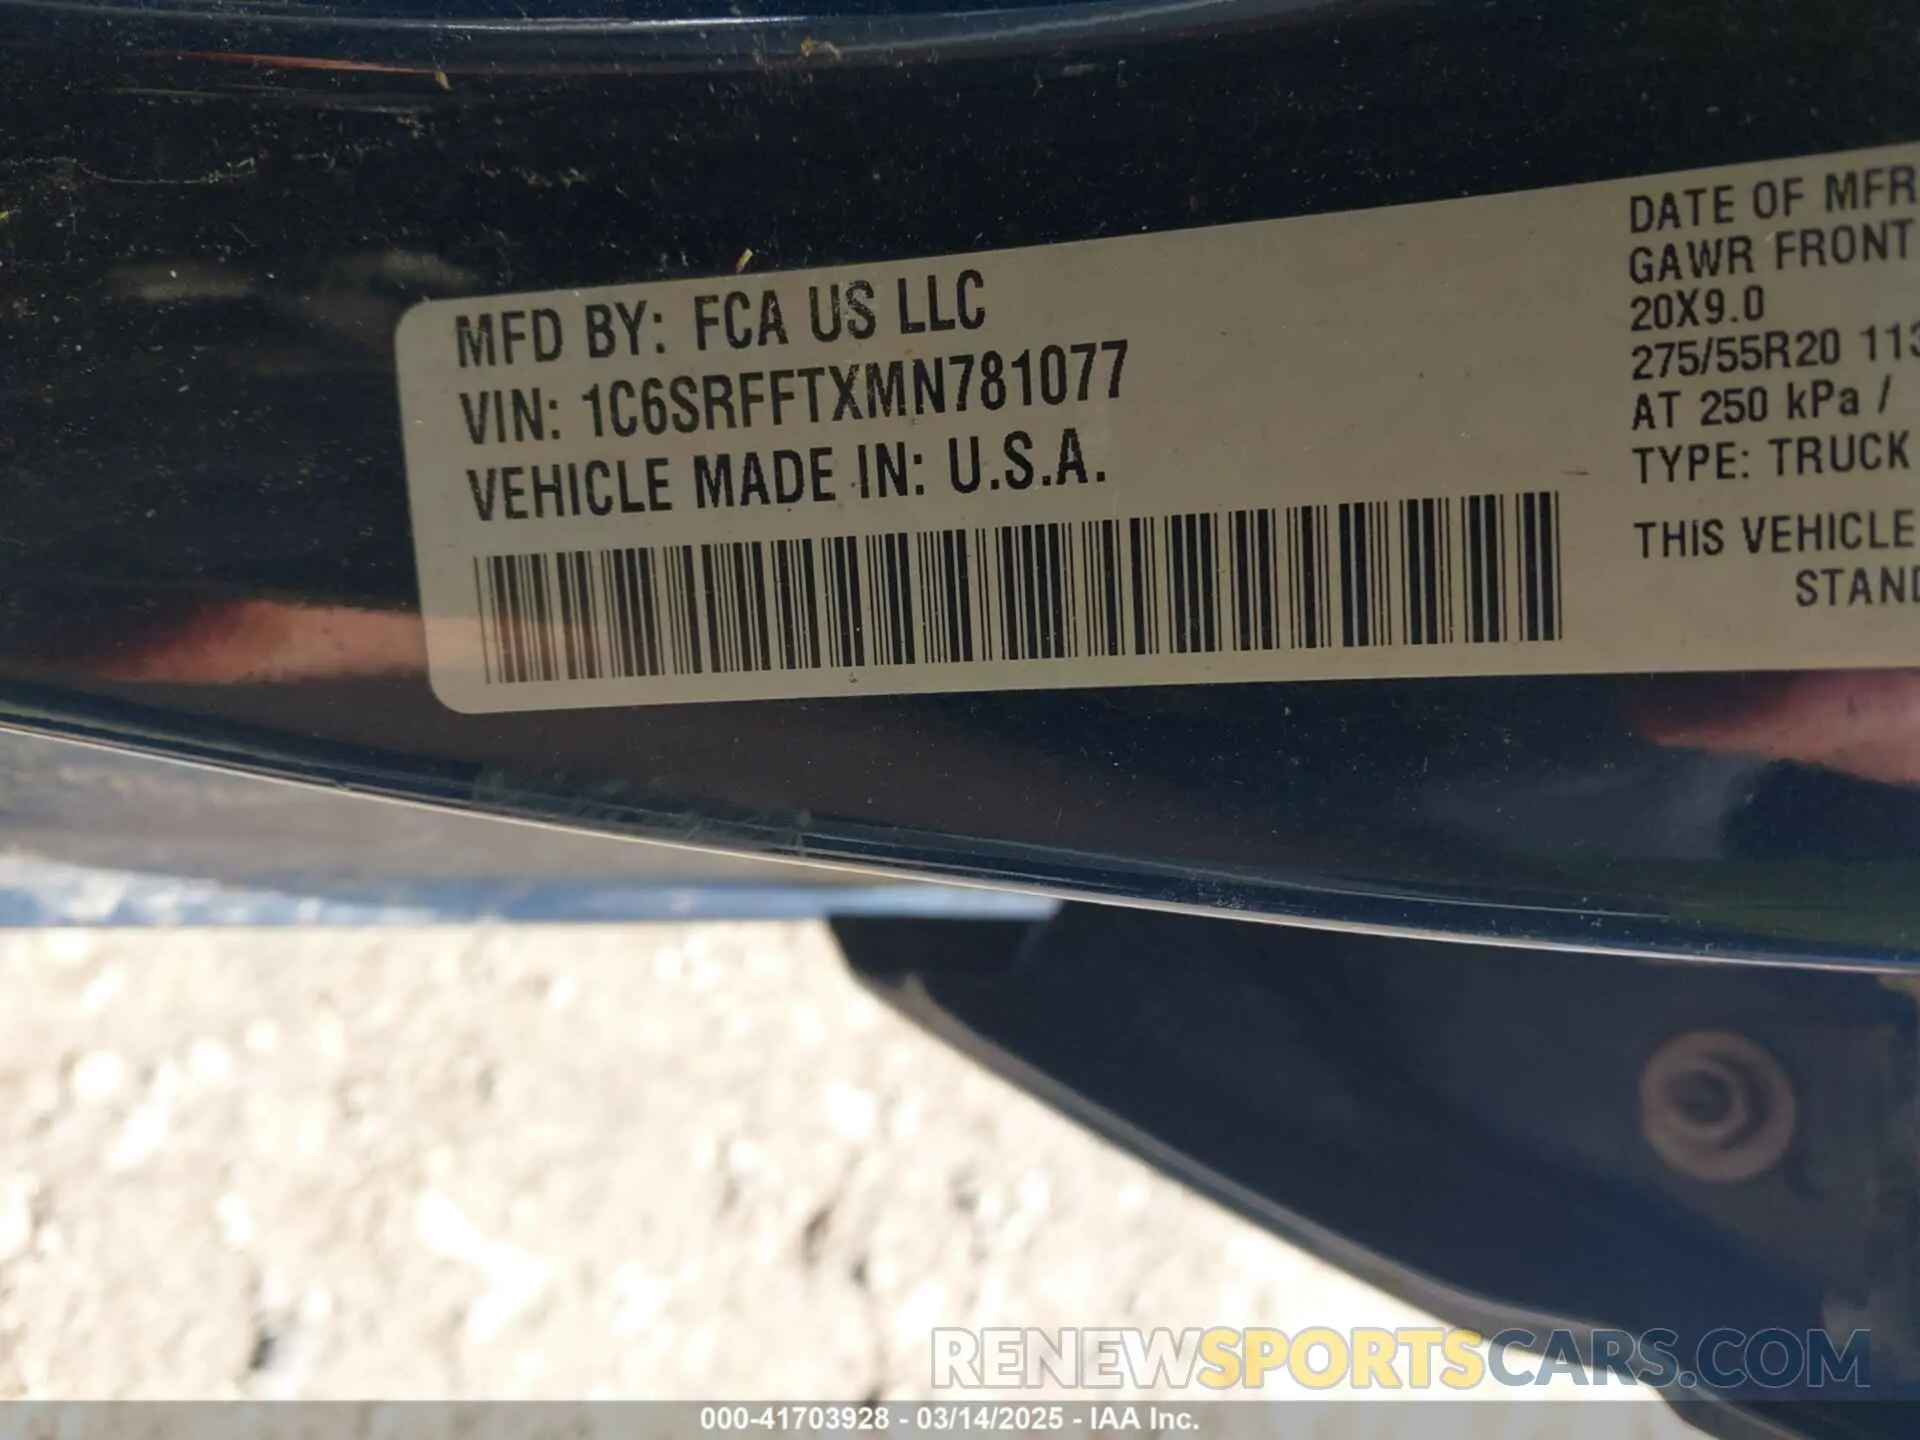 MFD BY: FCA US LLC
VIN: 1C6SRFFTXMN781077
VEHICLE MADE IN: U.S.A.
DATE OF MFR
GAWR FRONT
20X9.0
275/55R20 113
AT 250 kPa /
TYPE: TRUCK
THIS VEHICLE
STAND
RENEWSPORTSCARS.COM
000-41703928 - 03/14/2025 - IAA Inc.